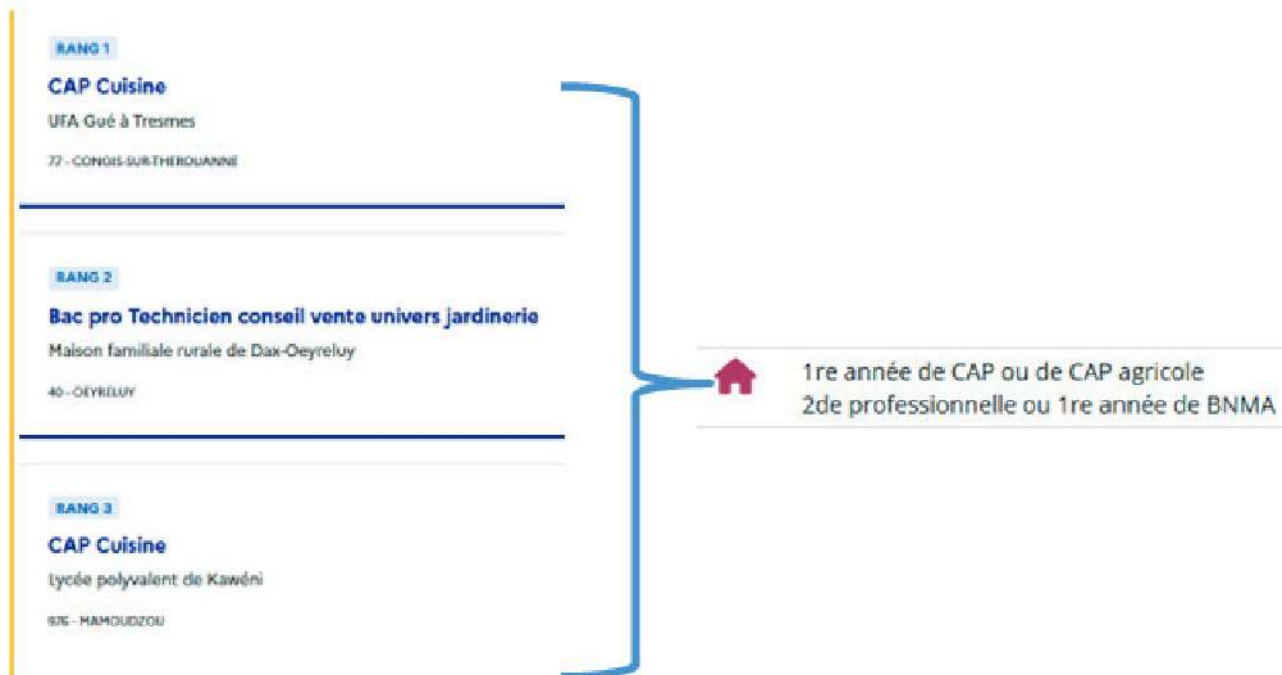 RANG 1
CAP Cuisine
UFA Gué à Tresmes
77 - CONGIS-SUR-THEROUANNE
RANG 2
Bac pro Technicien conseil vente univers jardinerie
Maison familiale rurale de Dax-Oeyreluy
40 - OEYRELUY
RANG 3
CAP Cuisine
Lycée polyvalent de Kawéni
976 - MAMOUDZOU
1re année de CAP ou de CAP agricole
2de professionnelle ou 1re année de BNMA